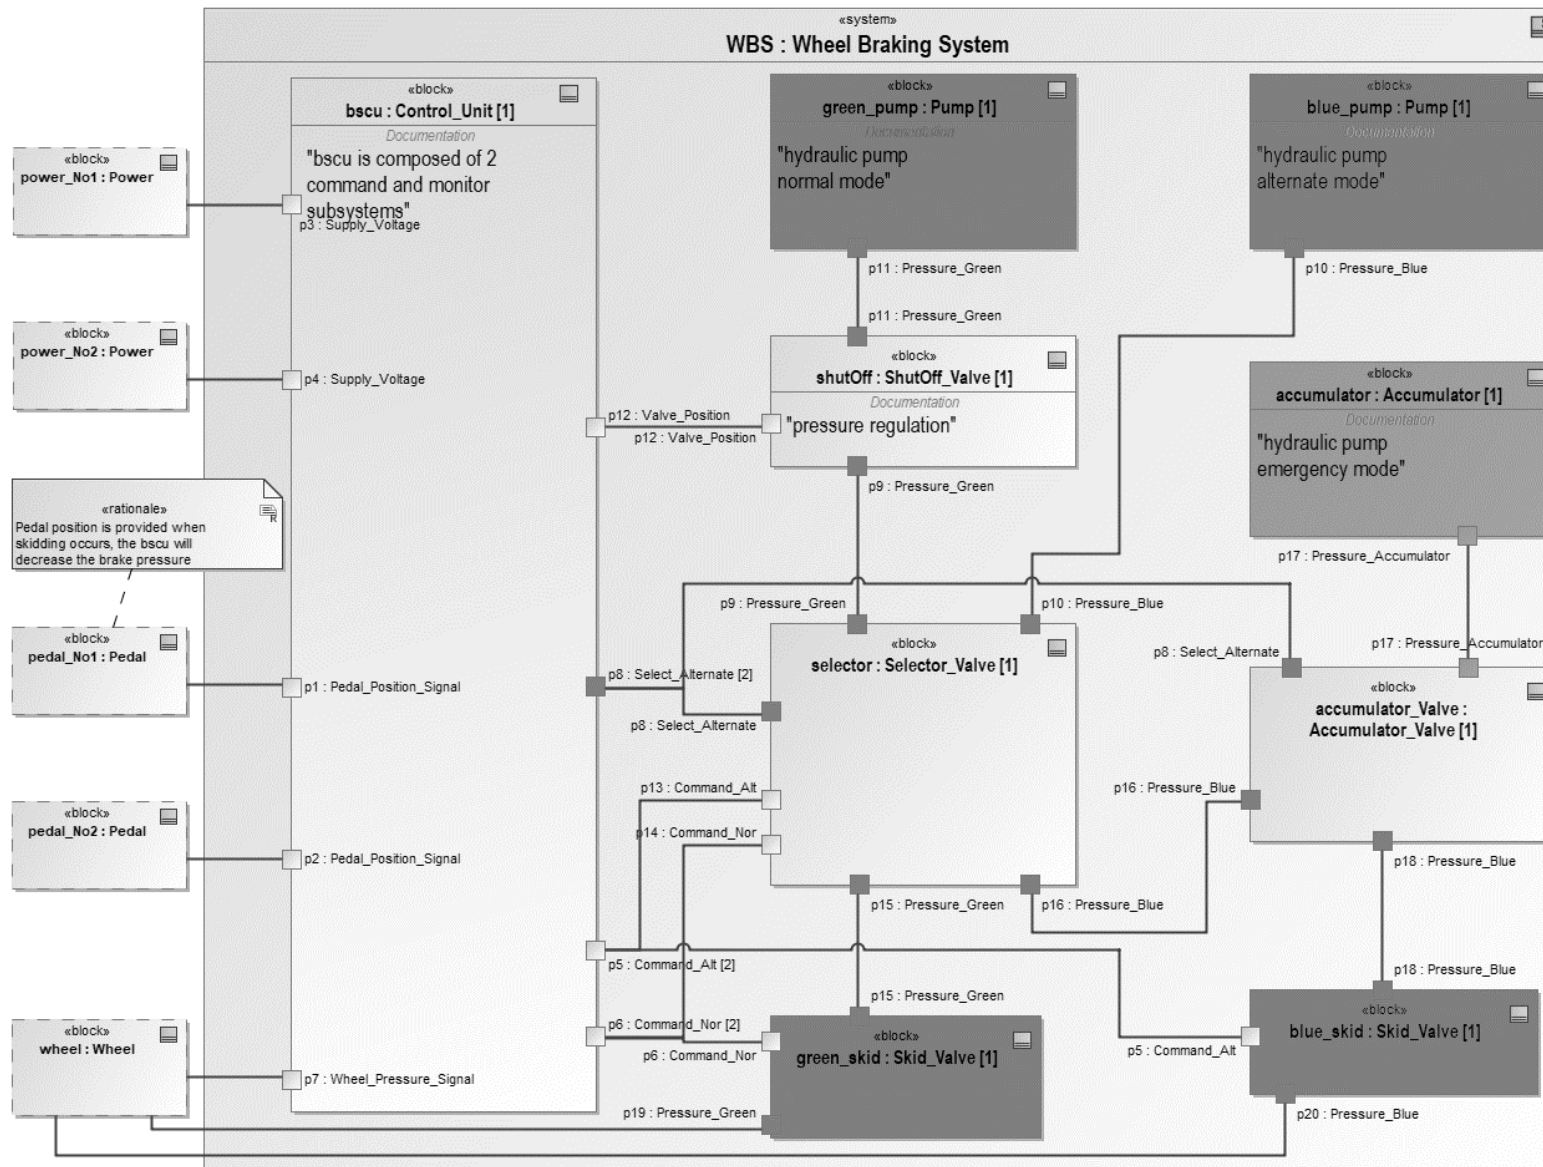 «system»
WBS : Wheel Braking System
«block»
bscu : Control_Unit [1]
Documentation
"bscu is composed of 2
command and monitor
subsystems"
p3 : Supply_Voltage
p4 : Supply_Voltage
p1 : Pedal_Position_Signal
p2 : Pedal_Position_Signal
p7 : Wheel_Pressure_Signal
«block»
power_No1 : Power
«block»
power_No2 : Power
«rationale»
R
Pedal position is provided when
skidding occurs, the bscu will
decrease the brake pressure
«block»
pedal_No1 : Pedal
«block»
pedal_No2 : Pedal
«block»
wheel : Wheel
«block»
green_pump : Pump [1]
Documentation
"hydraulic pump
normal mode"
p11 : Pressure_Green
p11 : Pressure_Green
«block»
shutOff : ShutOff_Valve [1]
Documentation
"pressure regulation"
p12 : Valve_Position
p12 : Valve_Position
p9 : Pressure_Green
p9 : Pressure_Green
p10 : Pressure_Blue
«block»
selector : Selector_Valve [1]
p8 : Select_Alternate [2]
p8 : Select_Alternate
p13 : Command_Alt
p14 : Command_Nor
p15 : Pressure_Green
p16 : Pressure_Blue
p5 : Command_Alt [2]
p15 : Pressure_Green
p6 : Command_Nor [2]
p6 : Command_Nor
«block»
green_skid : Skid_Valve [1]
p19 : Pressure_Green
«block»
blue_pump : Pump [1]
Documentation
"hydraulic pump
alternate mode"
p10 : Pressure_Blue
«block»
accumulator : Accumulator [1]
Documentation
"hydraulic pump
emergency mode"
p17 : Pressure_Accumulator
p17 : Pressure_Accumulator
p8 : Select_Alternate
«block»
accumulator_Valve :
Accumulator_Valve [1]
p16 : Pressure_Blue
p18 : Pressure_Blue
p18 : Pressure_Blue
«block»
blue_skid : Skid_Valve [1]
p5 : Command_Alt
p20 : Pressure_Blue